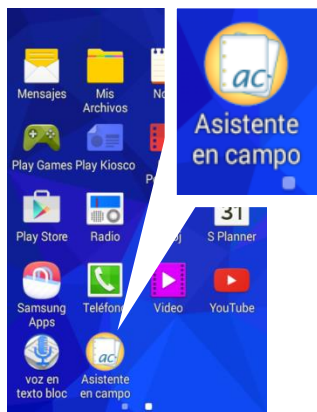 Mensajes
Mis
Archivos
ac
Asistente
en campo
Play Games
Play Kiosco
Play Store
Radio
31
S Planner
Samsung
Apps
Teléfono
Video
YouTube
voz en
texto bloc
ac
Asistente
en campo